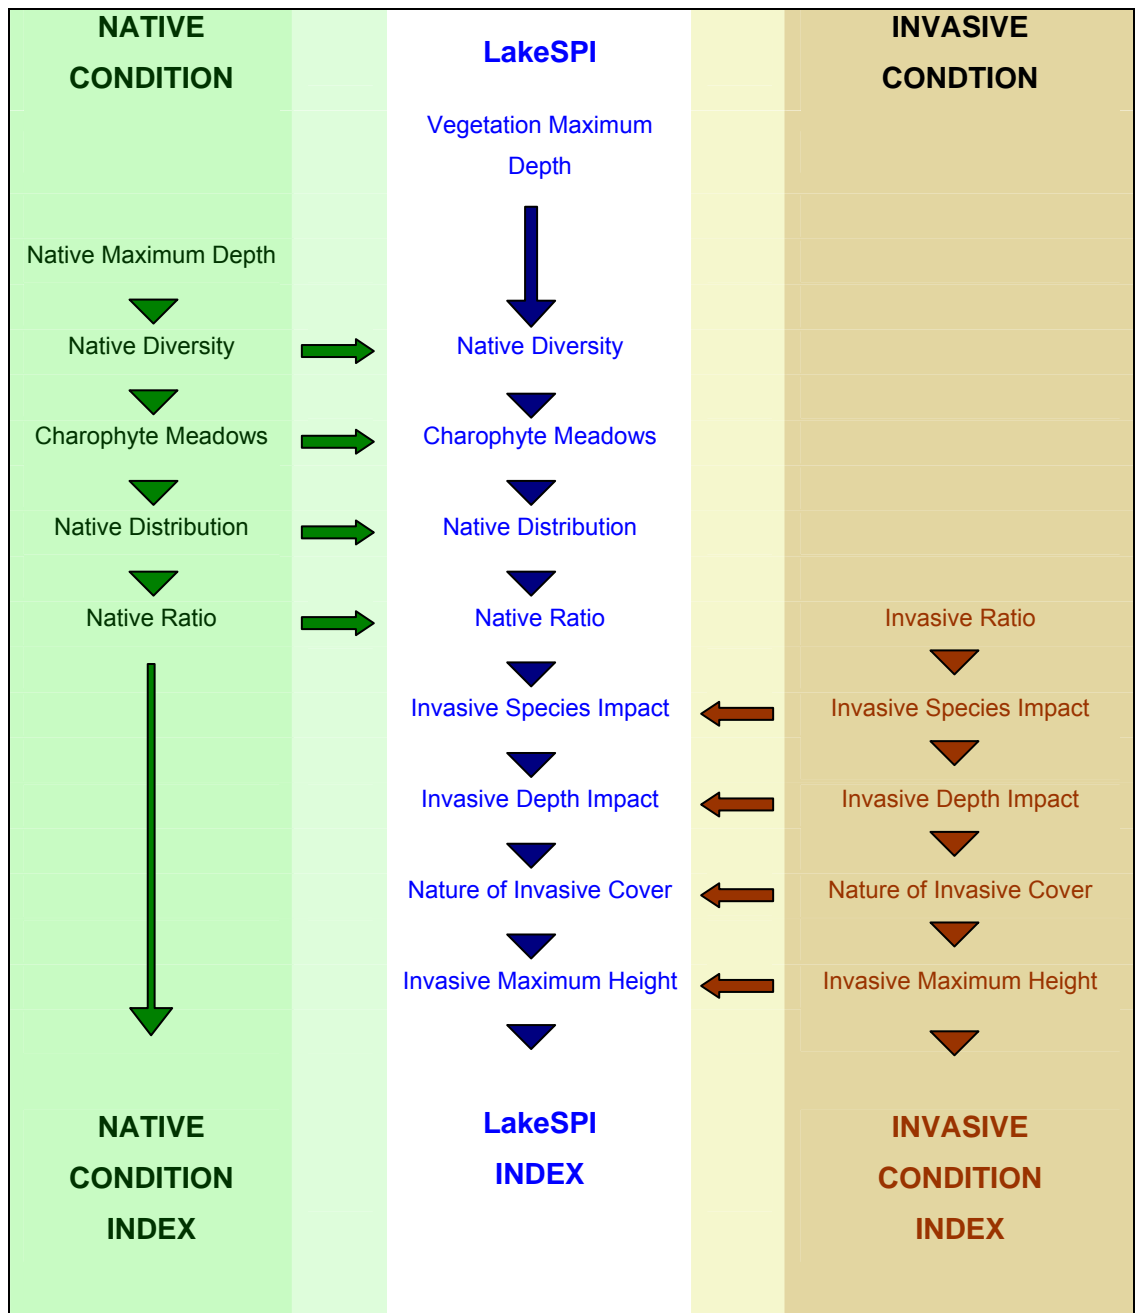 NATIVE
CONDITION
LakeSPI
INVASIVE
CONDTION
Vegetation Maximum
Depth
Native Maximum Depth
Native Diversity
Native Diversity
Charophyte Meadows
Charophyte Meadows
Native Distribution
Native Distribution
Native Ratio
Native Ratio
Invasive Ratio
Invasive Species Impact
Invasive Species Impact
Invasive Depth Impact
Invasive Depth Impact
Nature of Invasive Cover
Nature of Invasive Cover
Invasive Maximum Height
Invasive Maximum Height
NATIVE
CONDITION
INDEX
LakeSPI
INDEX
INVASIVE
CONDITION
INDEX